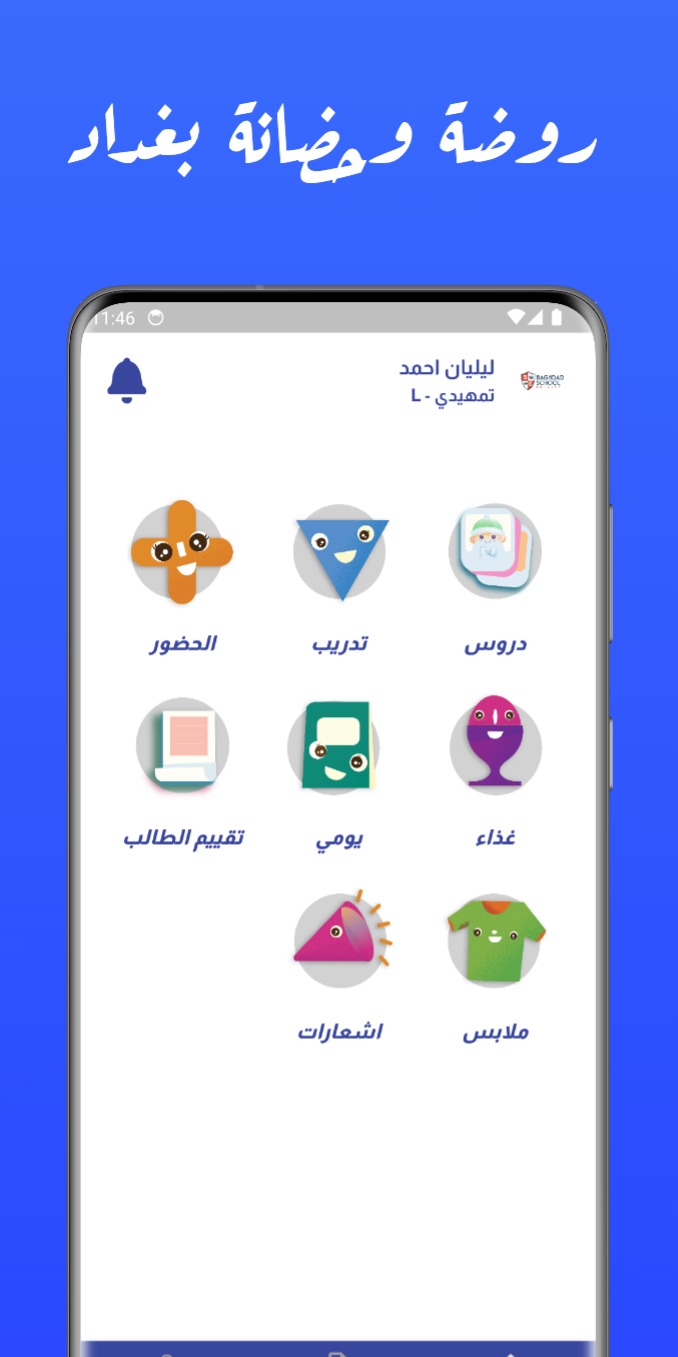 روضة وحضانة بغداد
11:46
ليليان احمد
تمهيدي - L
BAGHDAD
SCHOOL
دروس
تدريب
الحضور
غذاء
يومي
تقييم الطالب
ملابس
اشعارات